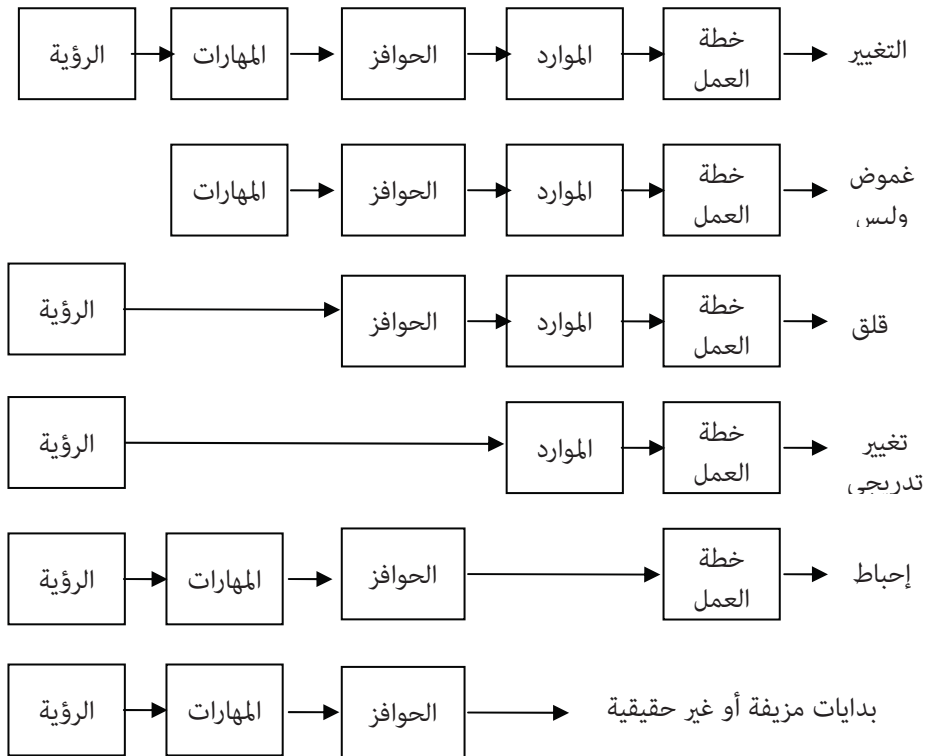 الرؤية
المهارات
الحوافز
الموارد
خطة
العمل
التغيير
المهارات
الحوافز
الموارد
خطة
العمل
غموض
وليس
الرؤية
الحوافز
الموارد
خطة
العمل
قلق
الرؤية
الموارد
خطة
العمل
تغيير
تدريجي
الرؤية
المهارات
الحوافز
خطة
العمل
إحباط
الرؤية
المهارات
الحوافز
بدايات مزيفة أو غير حقيقية